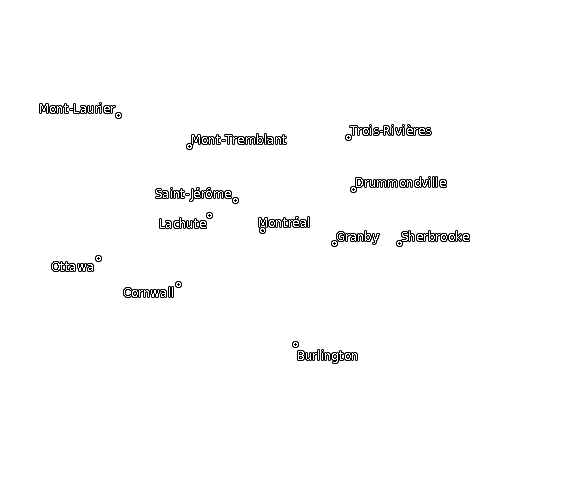 Mont-Laurier
Trois-Rivières
Mont-Tremblant
Drummondville
Saint-Jérôme
Lachute
Montréal
Granby
Sherbrooke
Ottawa
Cornwall
Burlington